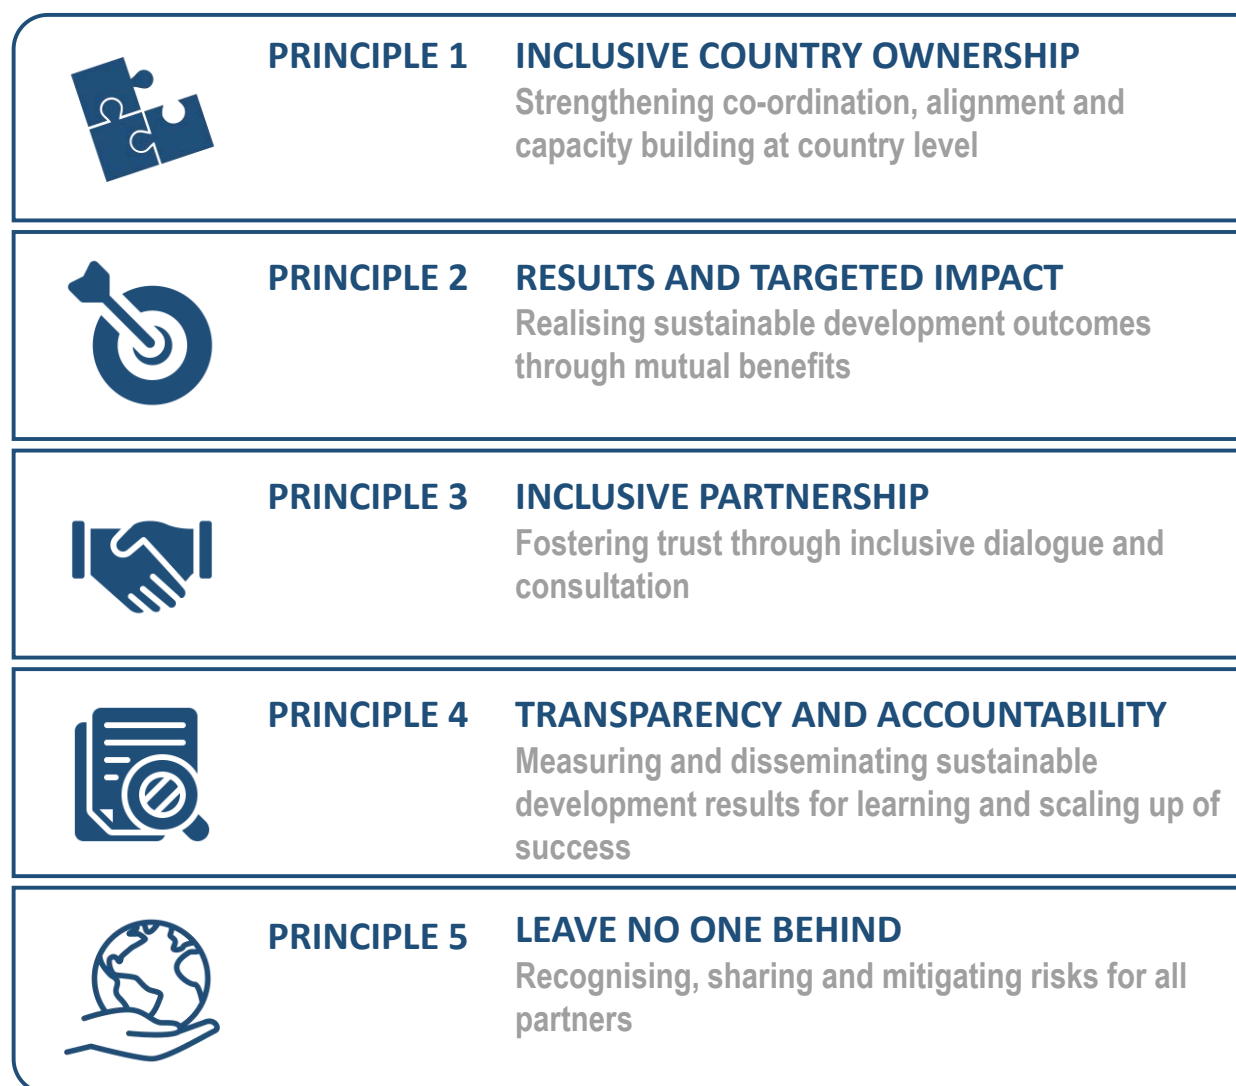 PRINCIPLE 1 INCLUSIVE COUNTRY OWNERSHIP
Strengthening co-ordination, alignment and
capacity building at country level
PRINCIPLE 2 RESULTS AND TARGETED IMPACT
Realising sustainable development outcomes
through mutual benefits
PRINCIPLE 3 INCLUSIVE PARTNERSHIP
Fostering trust through inclusive dialogue and
consultation
PRINCIPLE 4 TRANSPARENCY AND ACCOUNTABILITY
Measuring and disseminating sustainable
development results for learning and scaling up of
success
PRINCIPLE 5 LEAVE NO ONE BEHIND
Recognising, sharing and mitigating risks for all
partners